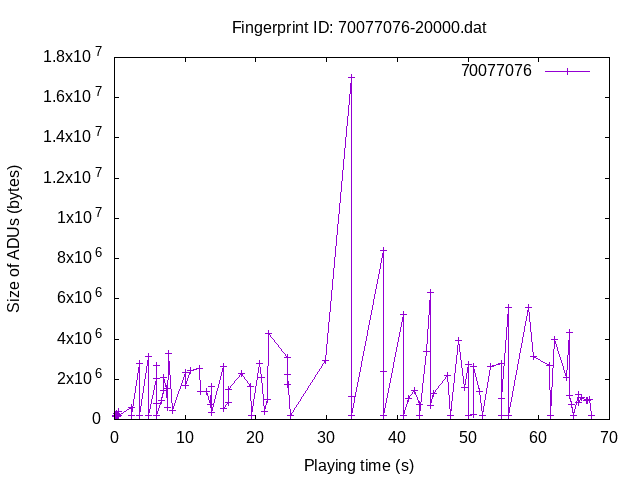 Fingerprint ID: 70077076-20000.dat
70077076
1.8x10^7
1.6x10^7
1.4x10^7
1.2x10^7
1x10^7
8x10^6
6x10^6
4x10^6
2x10^6
0
Size of ADUs (bytes)
0 10 20 30 40 50 60 70
Playing time (s)